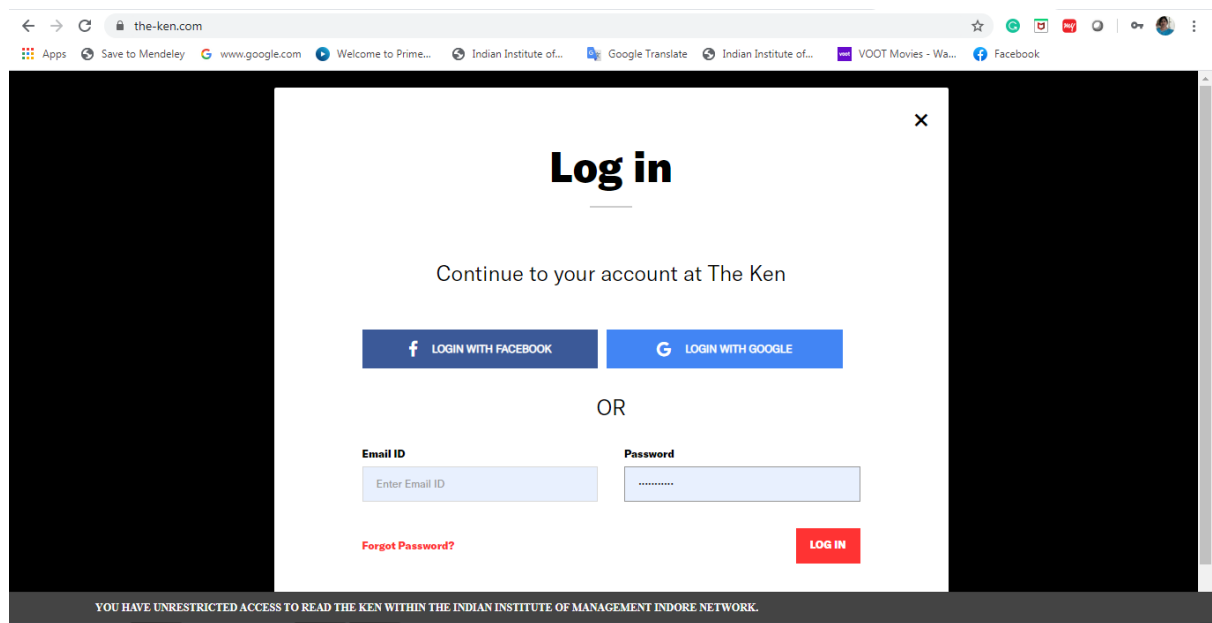 the-ken.com
Apps Save to Mendeley www.google.com Welcome to Prime... Indian Institute of... Google Translate Indian Institute of... VOOT Movies - Wa... Facebook
Log in
Continue to your account at The Ken
LOGIN WITH FACEBOOK LOGIN WITH GOOGLE
OR
Email ID Password
Enter Email ID ...........
Forgot Password? LOG IN
YOU HAVE UNRESTRICTED ACCESS TO READ THE KEN WITHIN THE INDIAN INSTITUTE OF MANAGEMENT INDORE NETWORK.